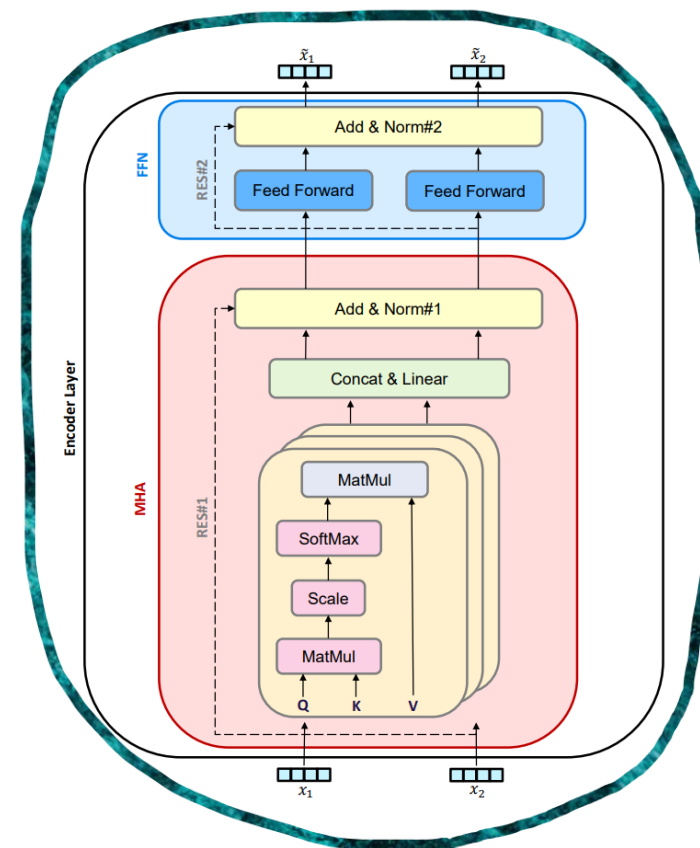 x̃₁ x̃₂
Add & Norm#2
FFN
RES#2
Feed Forward Feed Forward
Add & Norm#1
Concat & Linear
Encoder Layer
MHA
RES#1
MatMul
SoftMax
Scale
MatMul
Q K V
x₁ x₂